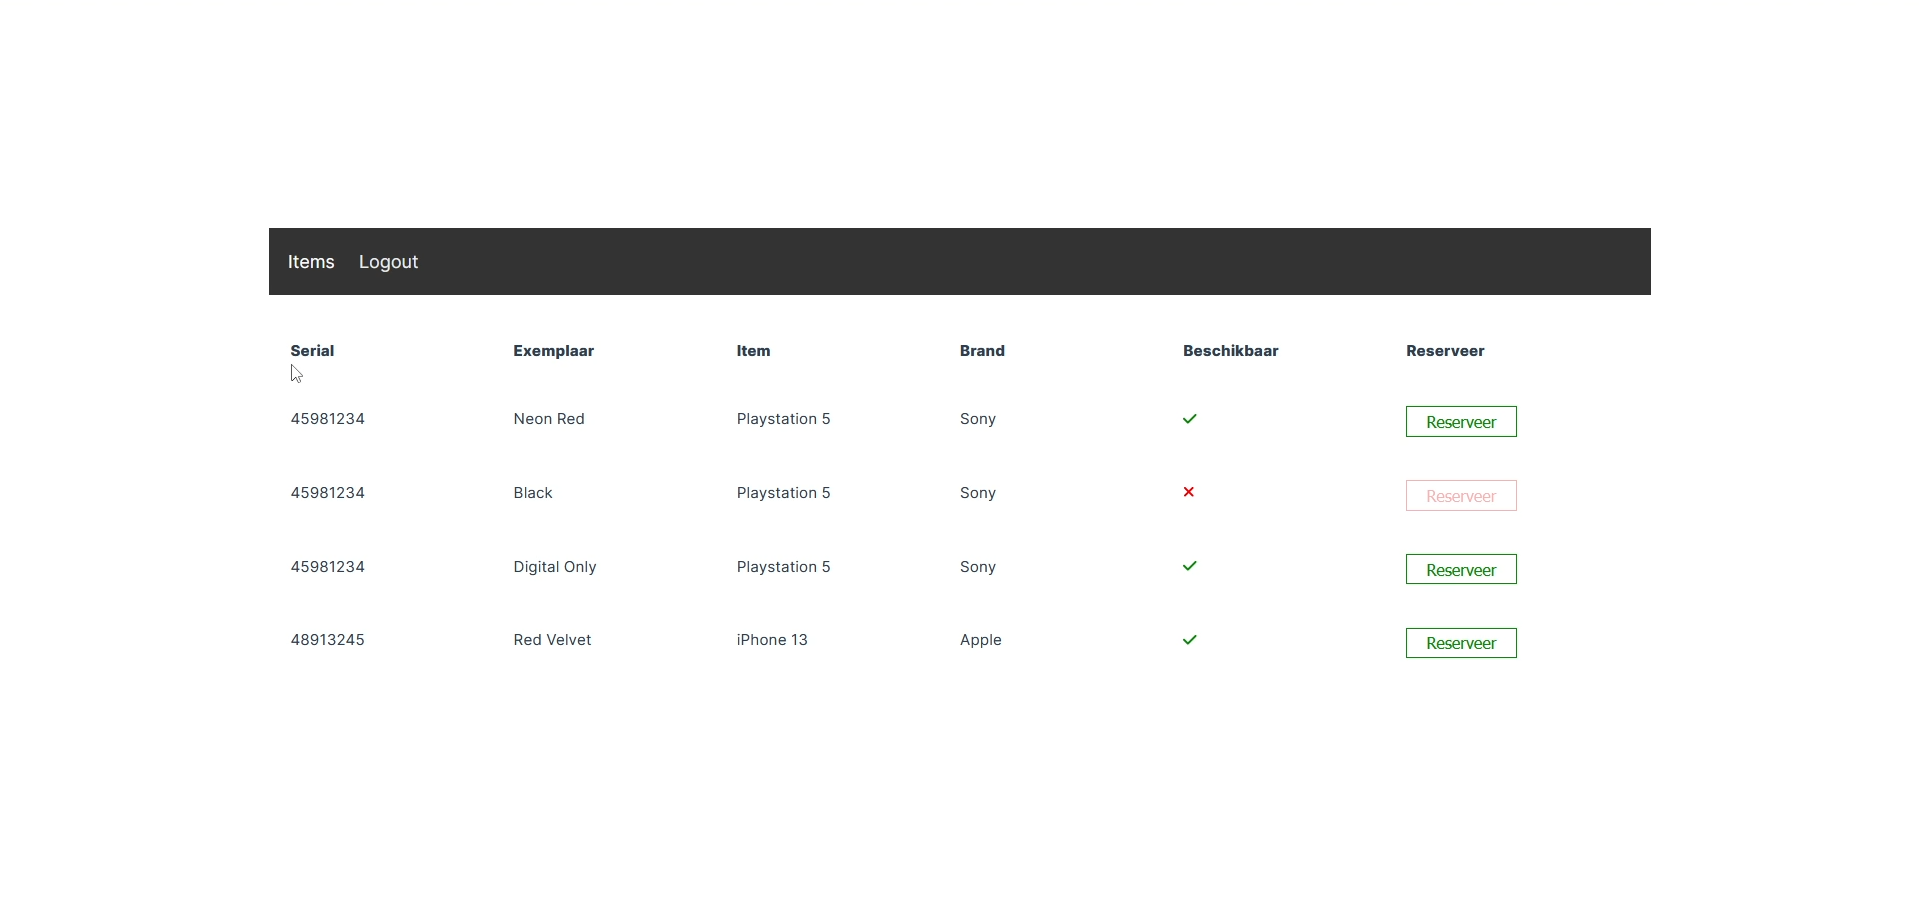 Items Logout
Serial Exemplaar Item Brand Beschikbaar Reserveer
45981234 Neon Red Playstation 5 Sony Reserveer
45981234 Black Playstation 5 Sony Reserveer
45981234 Digital Only Playstation 5 Sony Reserveer
48913245 Red Velvet iPhone 13 Apple Reserveer